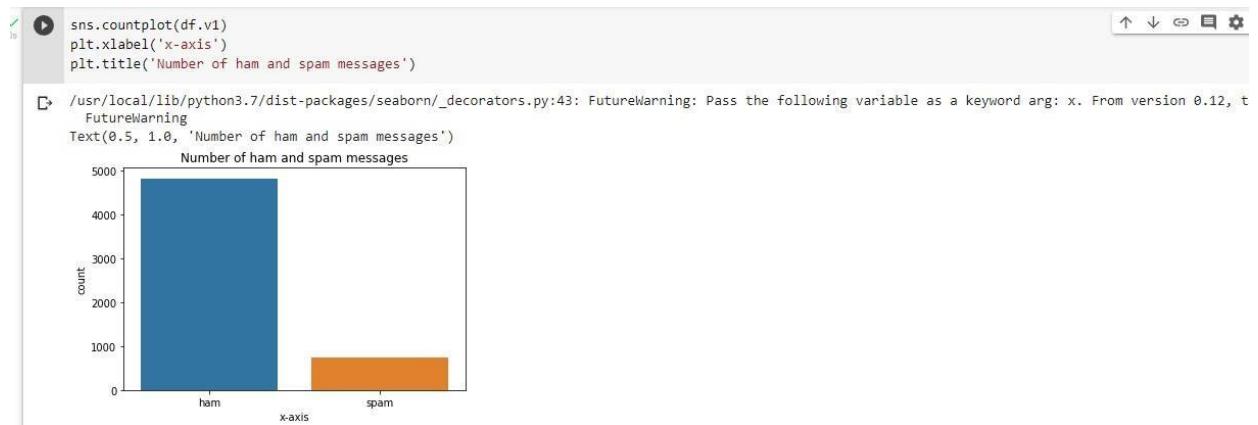 sns.countplot(df.v1)
plt.xlabel('x-axis')
plt.title('Number of ham and spam messages')
/usr/local/lib/python3.7/dist-packages/seaborn/_decorators.py:43: FutureWarning: Pass the following variable as a keyword arg: x. From version 0.12, t
FutureWarning
Text(0.5, 1.0, 'Number of ham and spam messages')
Number of ham and spam messages
5000
4000
3000
2000
1000
0
count
ham spam
x-axis